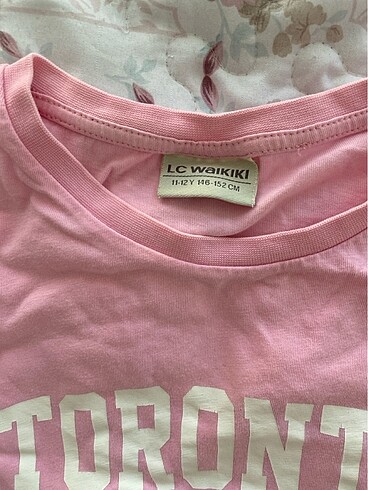 LC WAIKIKI
11-12 Y 146-152 CM
TORONT